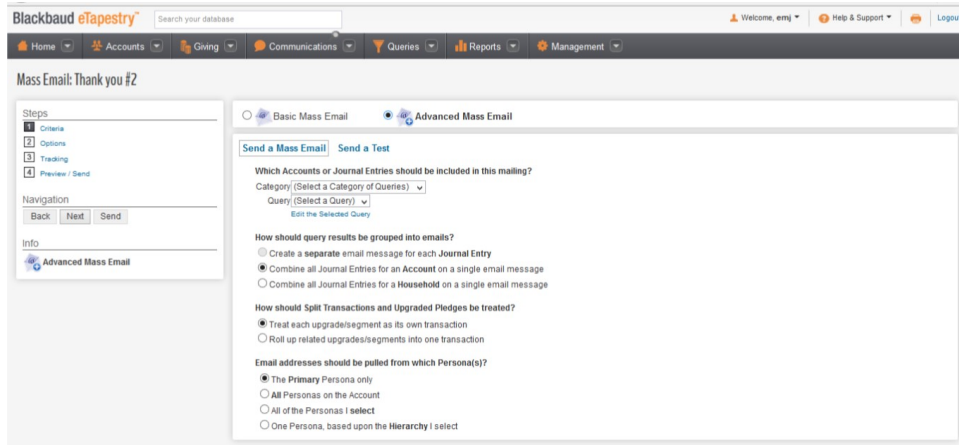 Blackbaud eTapestry™ Search your database Welcome, emj Help & Support Logou
Home Accounts Giving Communications Queries Reports Management
Mass Email: Thank you #2
Steps
1 Criteria
2 Options
3 Tracking
4 Preview / Send
Navigation
Back Next Send
Info
Advanced Mass Email
Basic Mass Email Advanced Mass Email
Send a Mass Email Send a Test
Which Accounts or Journal Entries should be included in this mailing?
Category (Select a Category of Queries)
Query (Select a Query)
Edit the Selected Query
How should query results be grouped into emails?
Create a separate email message for each Journal Entry
Combine all Journal Entries for an Account on a single email message
Combine all Journal Entries for a Household on a single email message
How should Split Transactions and Upgraded Pledges be treated?
Treat each upgrade/segment as its own transaction
Roll up related upgrades/segments into one transaction
Email addresses should be pulled from which Persona(s)?
The Primary Persona only
All Personas on the Account
All of the Personas I select
One Persona, based upon the Hierarchy I select